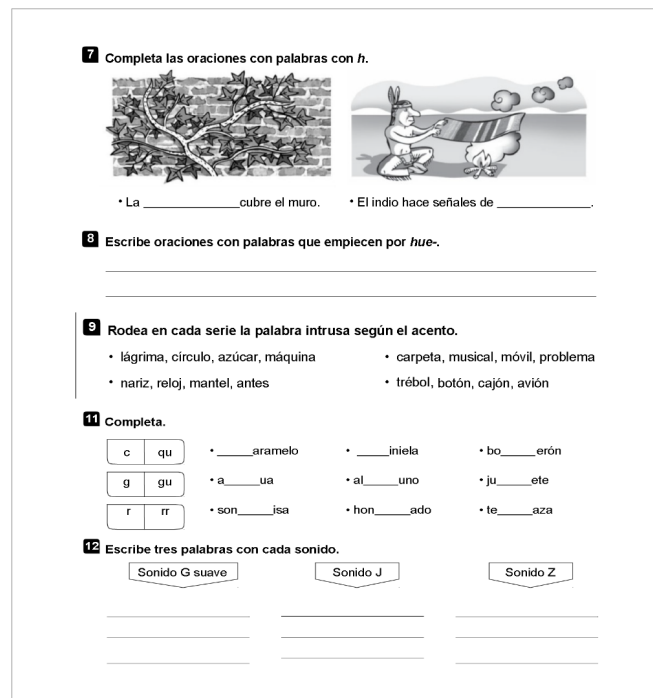 7 Completa las oraciones con palabras con h.
• La ______________cubre el muro. • El indio hace señales de ______________.
8 Escribe oraciones con palabras que empiecen por hue-.
9 Rodea en cada serie la palabra intrusa según el acento.
• lágrima, círculo, azúcar, máquina • carpeta, musical, móvil, problema
• nariz, reloj, mantel, antes • trébol, botón, cajón, avión
11 Completa.
c qu • _____aramelo • _____iniela • bo_____erón
g gu • a_____ua • al_____uno • ju_____ete
r rr • son_____isa • hon_____ado • te_____aza
12 Escribe tres palabras con cada sonido.
Sonido G suave Sonido J Sonido Z